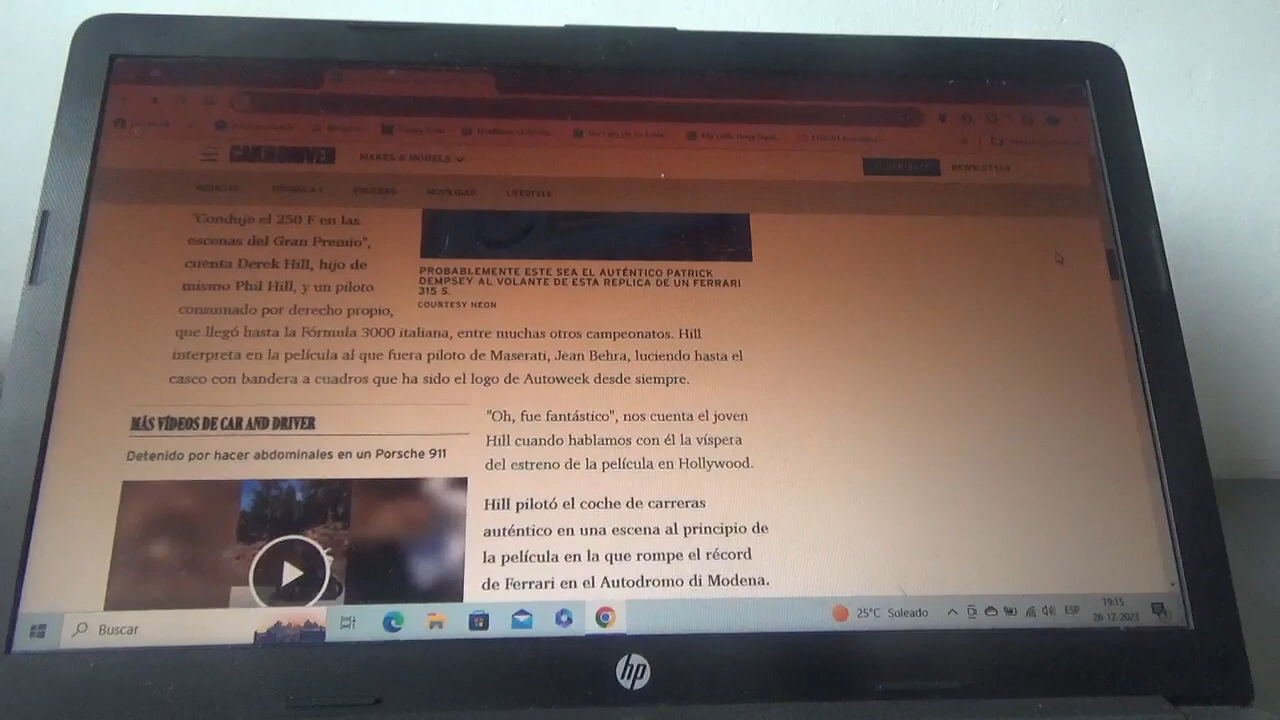 CAR AND DRIVER
MAKES & MODELS
NEWSLETTER
FÓRMULA 1
PRUEBAS
MOVILIDAD
LIFESTYLE
"Conduje el 250 F en las
escenas del Gran Premio",
cuenta Derek Hill, hijo de
mismo Phil Hill, y un piloto
consumado por derecho propio,
que llegó hasta la Fórmula 3000 italiana, entre muchas otros campeonatos. Hill
interpreta en la película al que fuera piloto de Maserati, Jean Behra, luciendo hasta el
casco con bandera a cuadros que ha sido el logo de Autoweek desde siempre.
PROBABLEMENTE ESTE SEA EL AUTÉNTICO PATRICK
DEMPSEY AL VOLANTE DE ESTA REPLICA DE UN FERRARI
315 S.
COURTESY NEON
MÁS VÍDEOS DE CAR AND DRIVER
Detenido por hacer abdominales en un Porsche 911
"Oh, fue fantástico", nos cuenta el joven
Hill cuando hablamos con él la víspera
del estreno de la película en Hollywood.
Hill pilotó el coche de carreras
auténtico en una escena al principio de
la película en la que rompe el récord
de Ferrari en el Autodromo di Modena.
Buscar
25°C Soleado
ESP
19:15
28-12-2023
hp